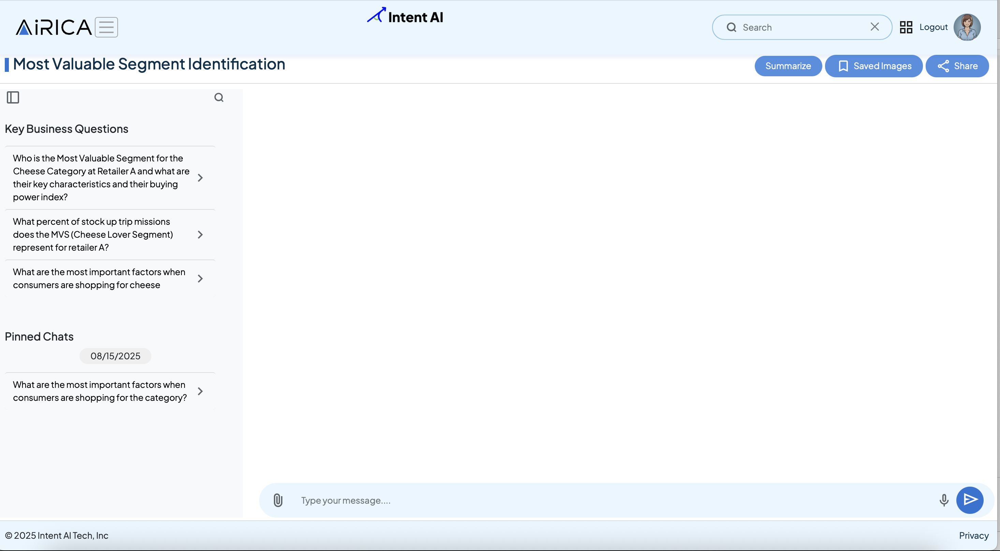 AiRICA
Intent AI
Search
Logout
Most Valuable Segment Identification
Summarize
Saved Images
Share
Key Business Questions
Who is the Most Valuable Segment for the
Cheese Category at Retailer A and what are
their key characteristics and their buying
power index?
What percent of stock up trip missions
does the MVS (Cheese Lover Segment)
represent for retailer A?
What are the most important factors when
consumers are shopping for cheese
Pinned Chats
08/15/2025
What are the most important factors when
consumers are shopping for the category?
Type your message....
© 2025 Intent AI Tech, Inc
Privacy